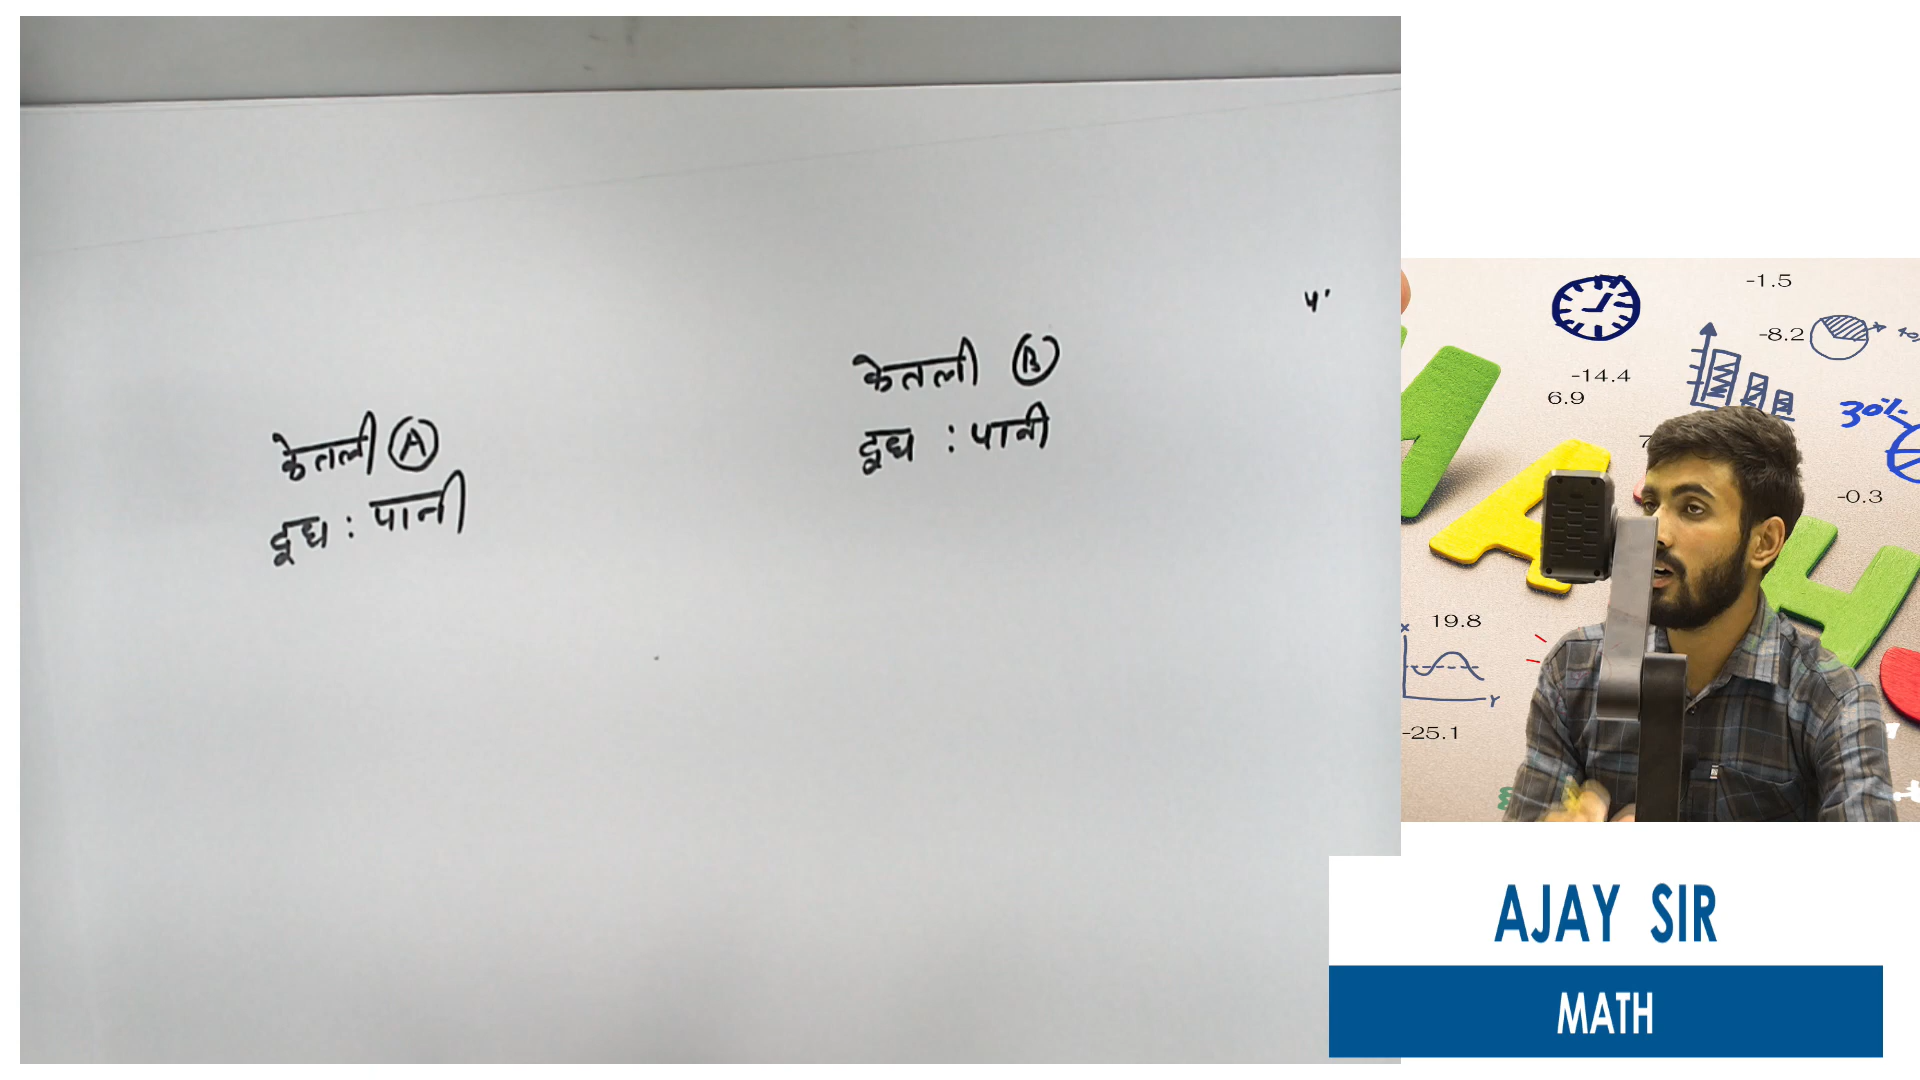 केतली Ⓐ
दूध : पानी
केतली Ⓑ
दूध : पानी
-1.5
-8.2
-14.4
6.9
30%
-0.3
19.8
x
Y
-25.1
AJAY SIR
MATH